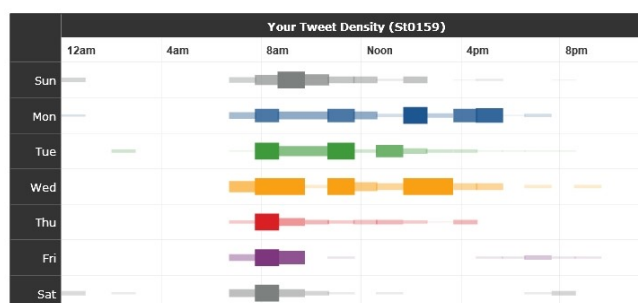 Your Tweet Density (St0159)
12am 4am 8am Noon 4pm 8pm
Sun
Mon
Tue
Wed
Thu
Fri
Sat